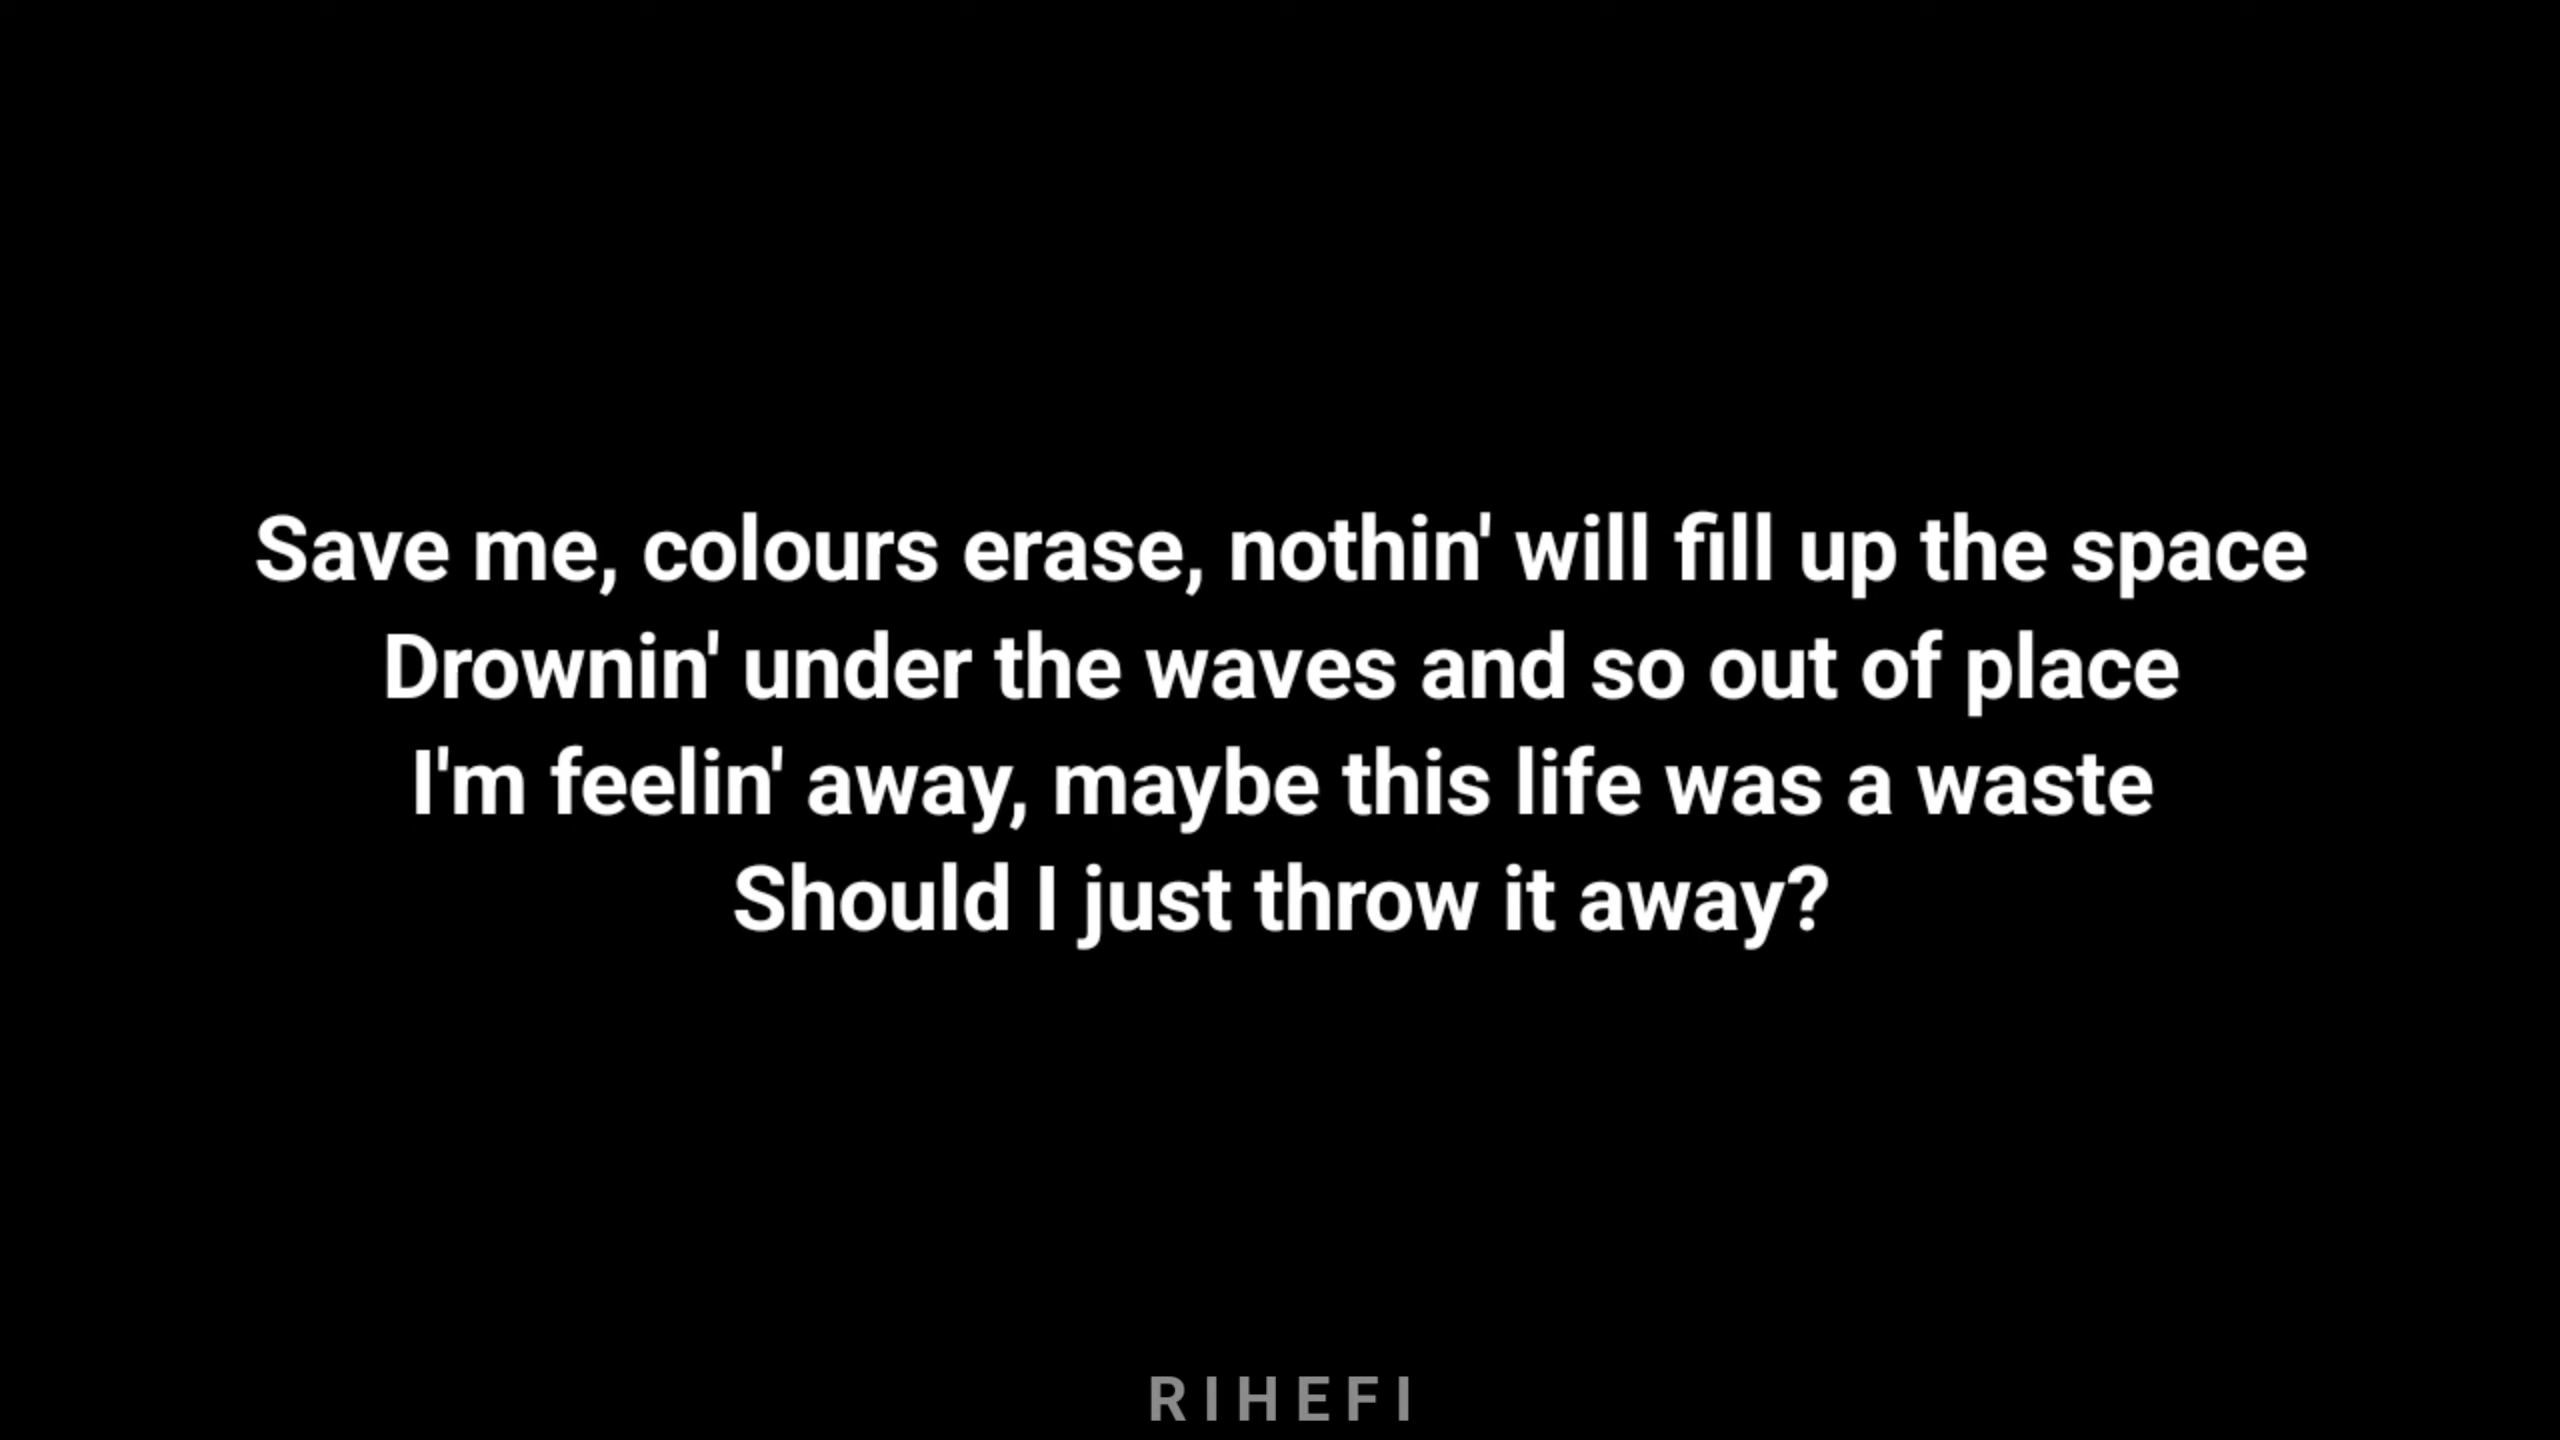 Save me, colours erase, nothin' will fill up the space
Drownin' under the waves and so out of place
I'm feelin' away, maybe this life was a waste
Should I just throw it away?
RIHEFI